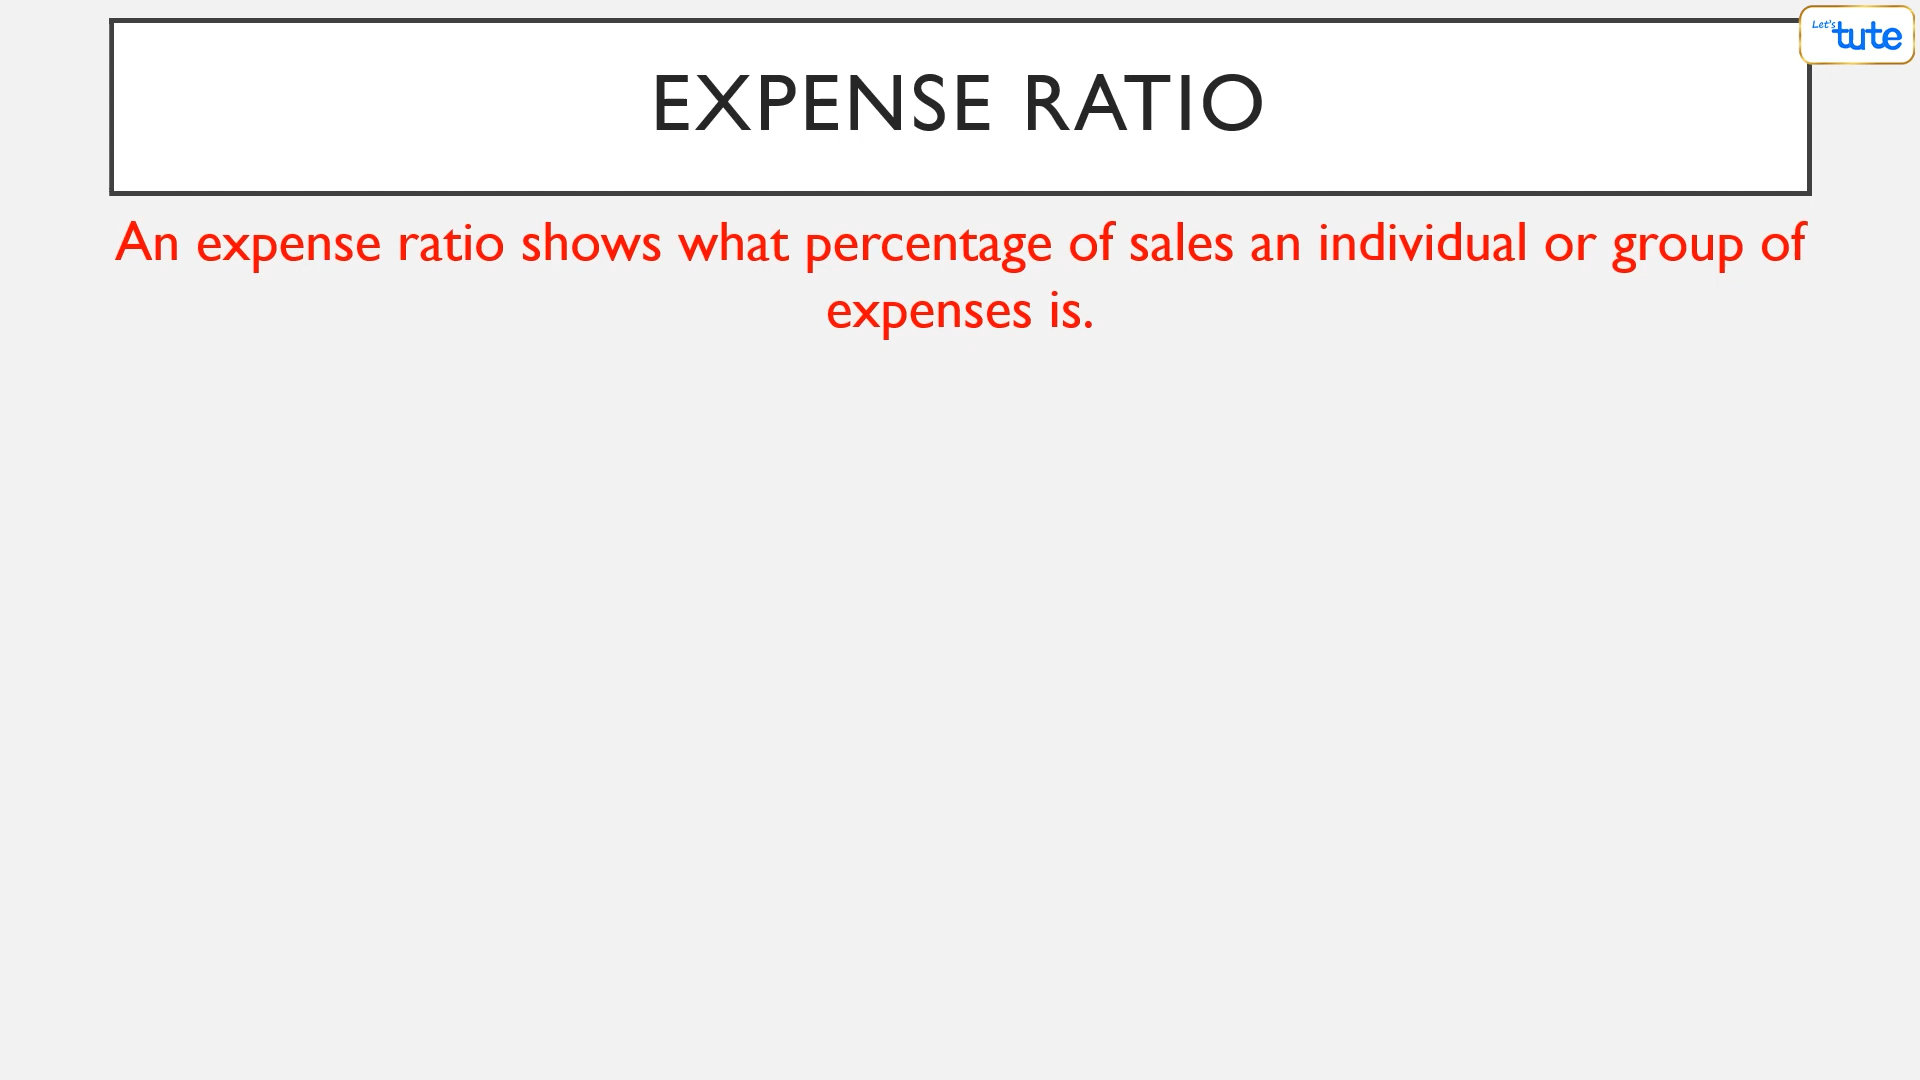 Let's
tute
EXPENSE RATIO
An expense ratio shows what percentage of sales an individual or group of
expenses is.